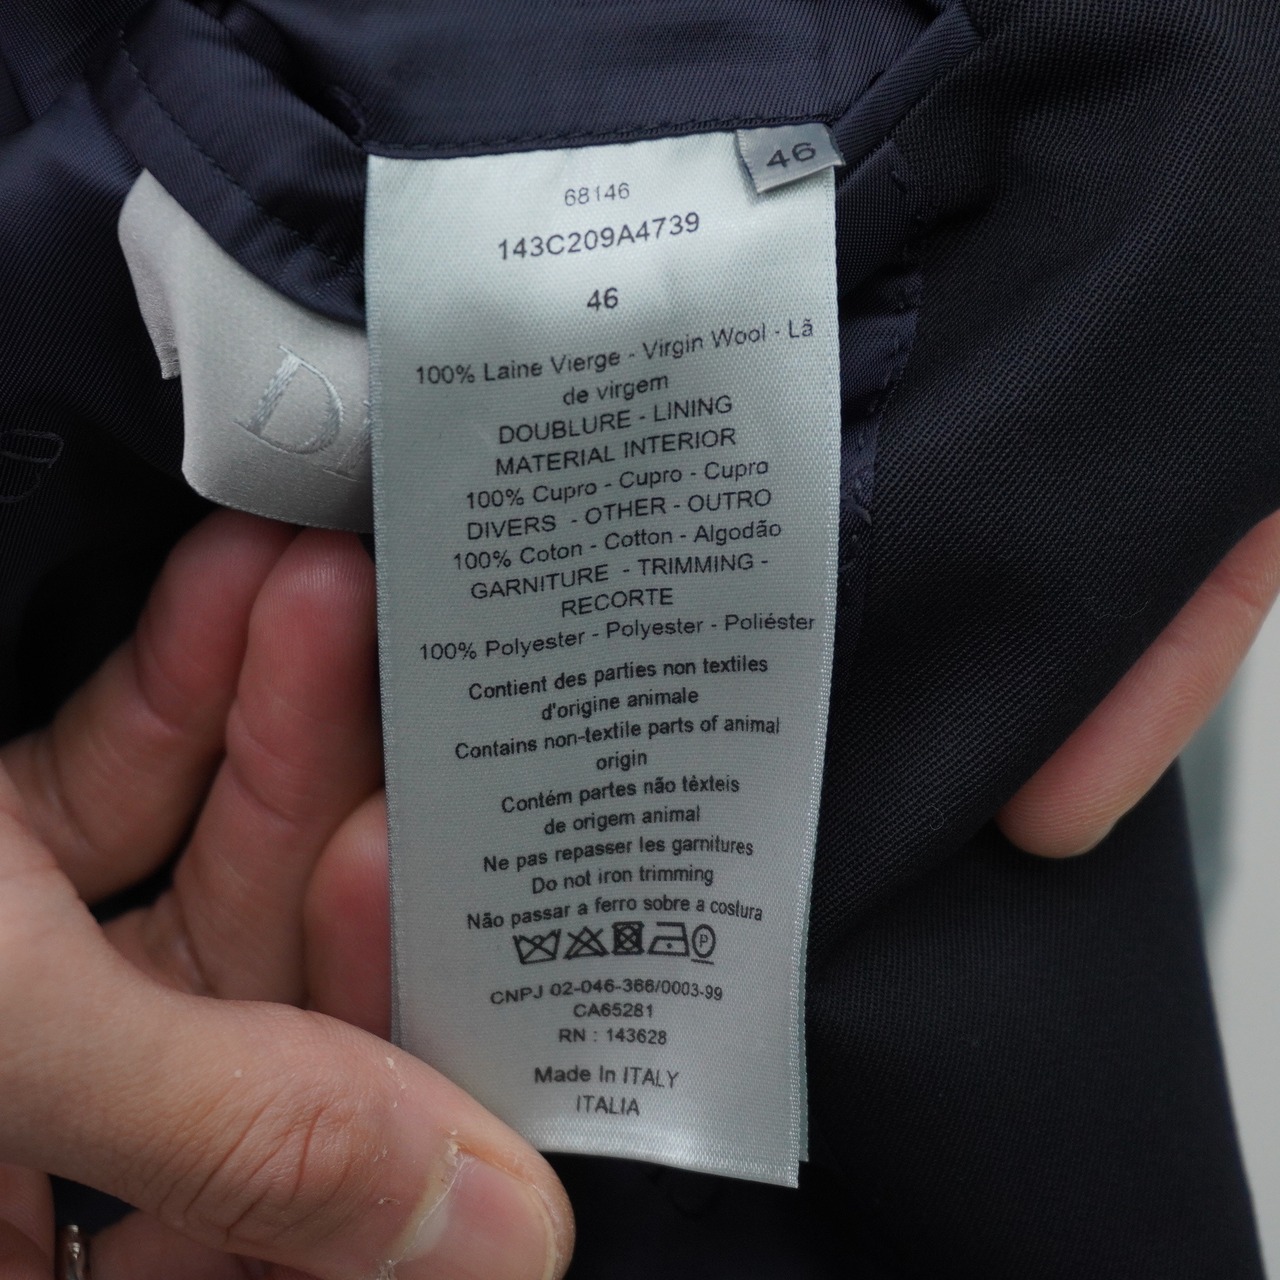 46
68146
143C209A4739
46
100% Laine Vierge - Virgin Wool - Lã
de virgem
DOUBLURE - LINING
MATERIAL INTERIOR
100% Cupro - Cupro - Cupro
DIVERS - OTHER - OUTRO
100% Coton - Cotton - Algodão
GARNITURE - TRIMMING -
RECORTE
100% Polyester - Polyester - Poliéster
Contient des parties non textiles
d'origine animale
Contains non-textile parts of animal
origin
Contém partes não têxteis
de origem animal
Ne pas repasser les garnitures
Do not iron trimming
Não passar a ferro sobre a costura
P
CNPJ 02-046-366/0003-99
CA65281
RN : 143628
Made In ITALY
ITALIA